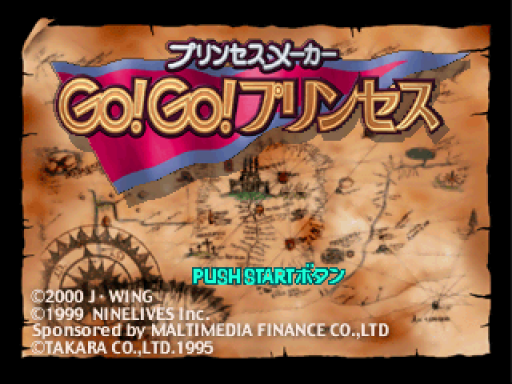 プリンセスメーカー
GO!GO!プリンセス
PUSH STARTボタン
©2000 J・WING
©1999 NINELIVES Inc.
Sponsored by MALTIMEDIA FINANCE CO.,LTD
©TAKARA CO.,LTD.1995